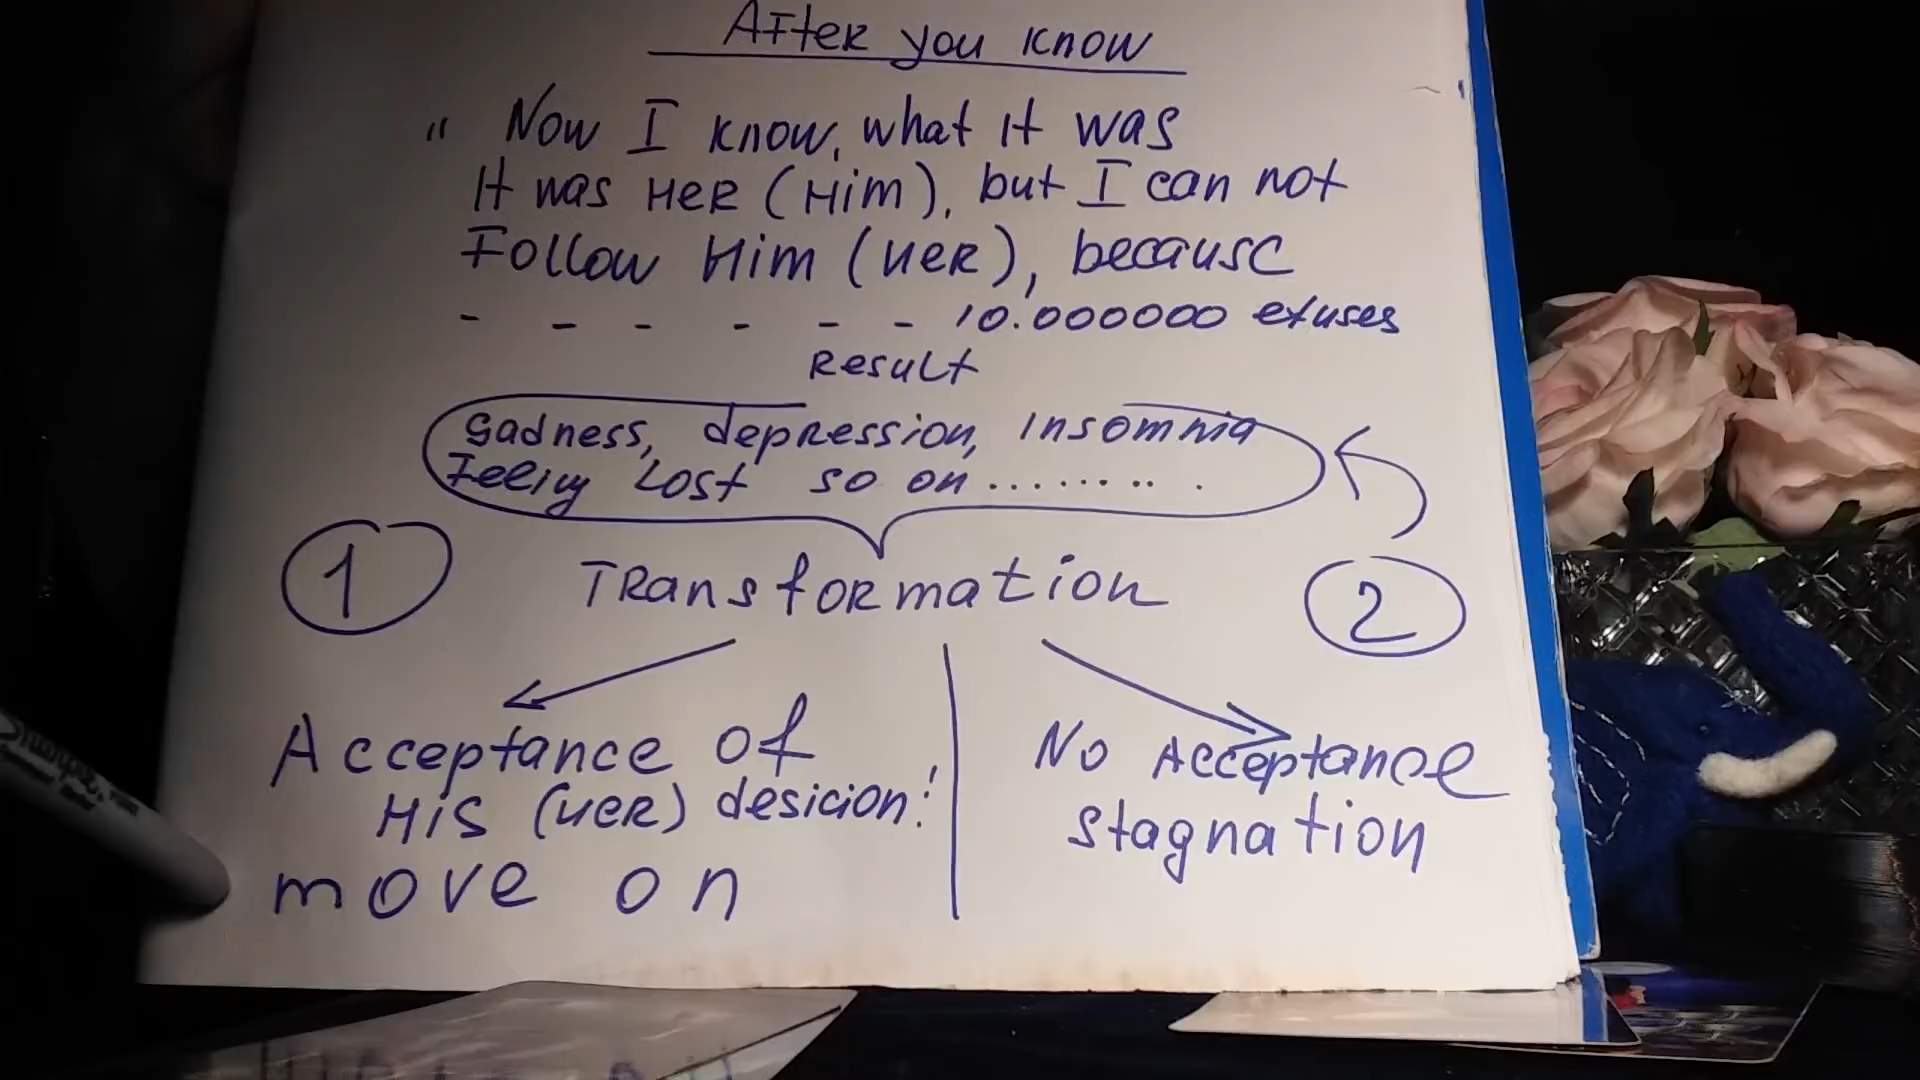 After you know
" Now I know, what it was
It was Her (Him), but I can not
Follow Him (Her), because
- - - - - - 10.000000 exuses
Result
Sadness, depression, insomnia
Feeling Lost so on ..........
1
Transformation
2
Acceptance of
His (Her) desicion!
move on
No Acceptance
stagnation